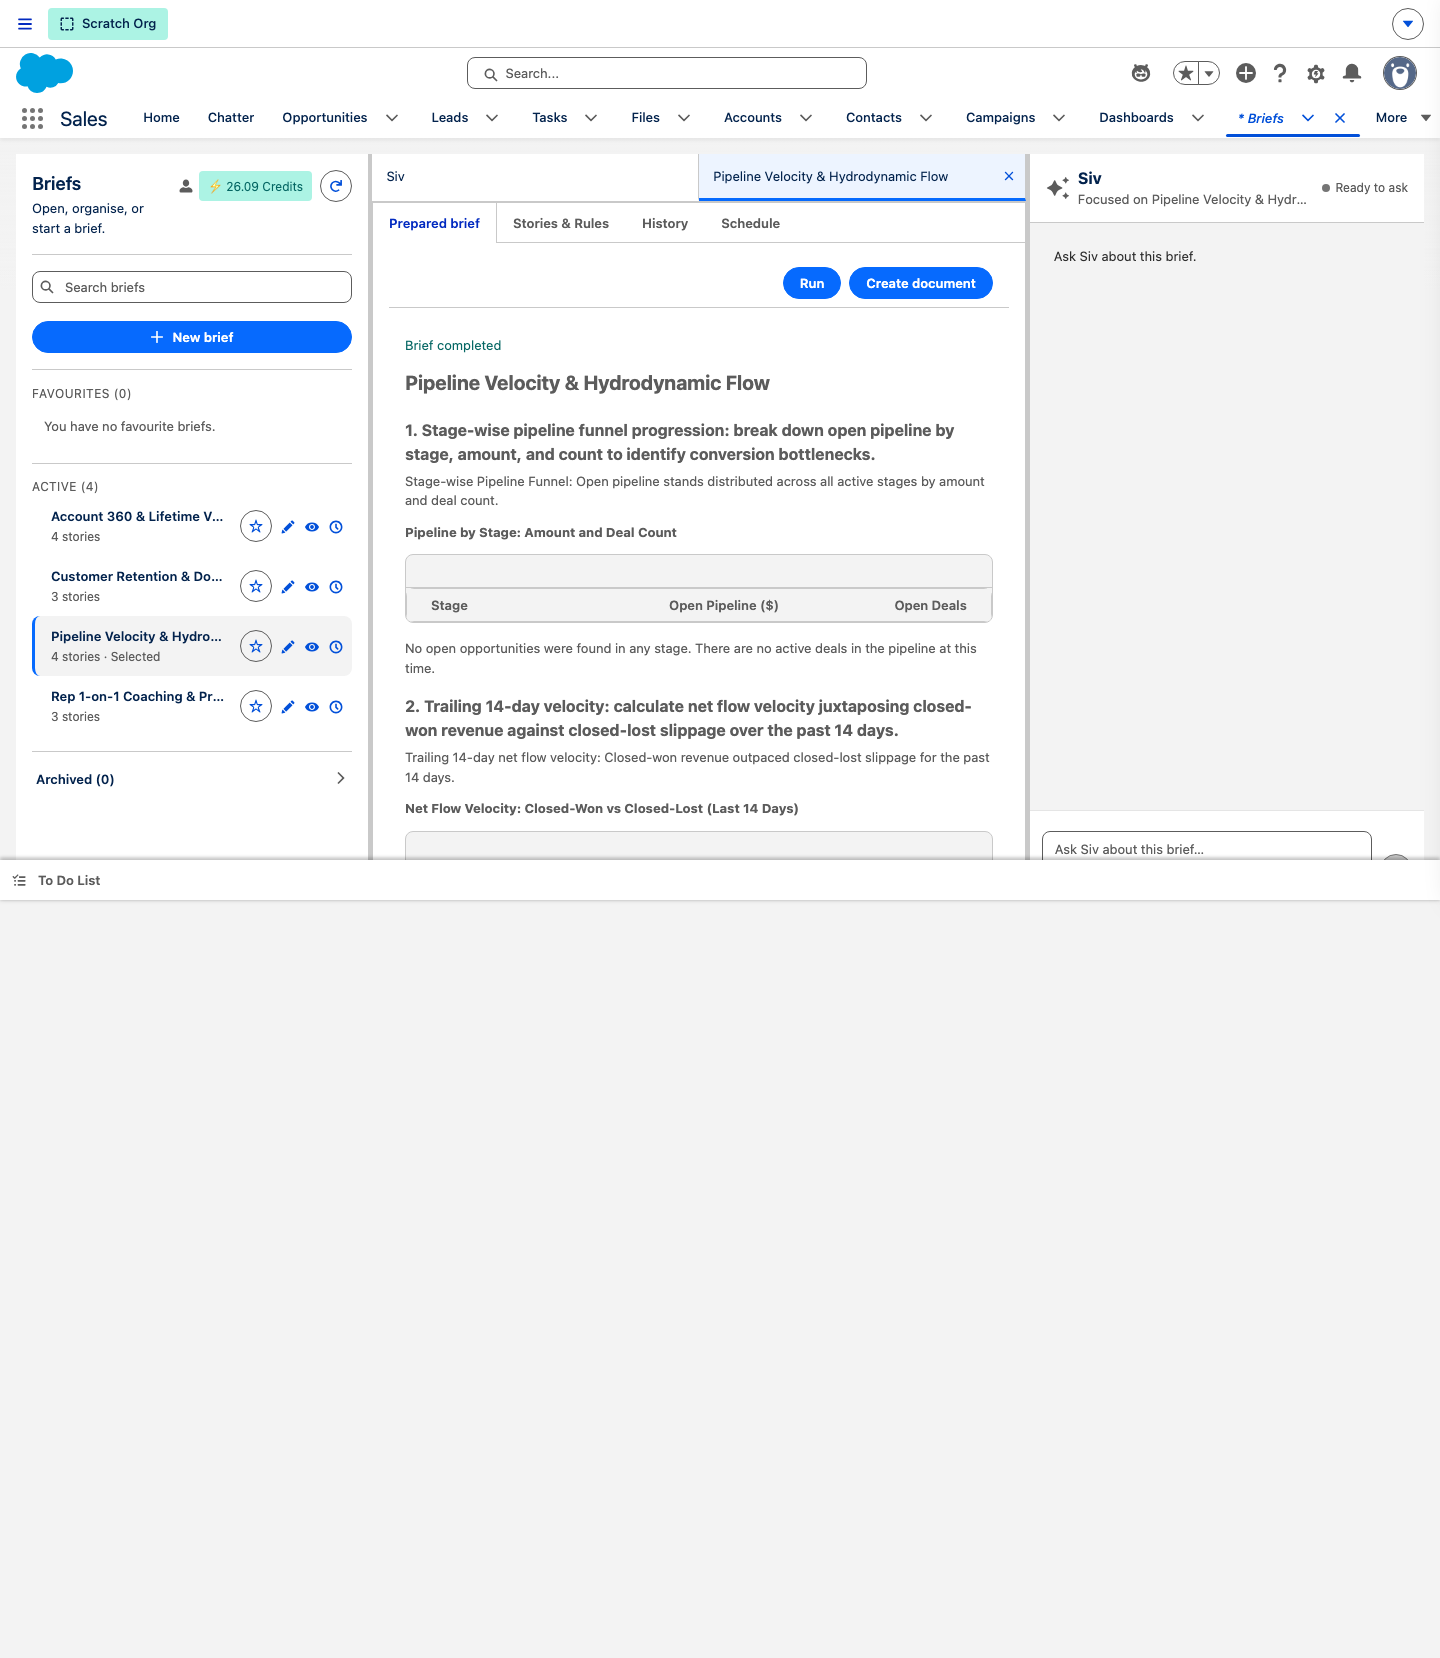 Scratch Org
Search...
Sales
Home
Chatter
Opportunities
Leads
Tasks
Files
Accounts
Contacts
Campaigns
Dashboards
* Briefs
More
Briefs
26.09 Credits
Open, organise, or
start a brief.
Search briefs
New brief
FAVOURITES (0)
You have no favourite briefs.
ACTIVE (4)
Account 360 & Lifetime V...
4 stories
Customer Retention & Do...
3 stories
Pipeline Velocity & Hydro...
4 stories · Selected
Rep 1-on-1 Coaching & Pr...
3 stories
Archived (0)
Siv
Pipeline Velocity & Hydrodynamic Flow
Prepared brief
Stories & Rules
History
Schedule
Run
Create document
Brief completed
Pipeline Velocity & Hydrodynamic Flow
1. Stage-wise pipeline funnel progression: break down open pipeline by
stage, amount, and count to identify conversion bottlenecks.
Stage-wise Pipeline Funnel: Open pipeline stands distributed across all active stages by amount
and deal count.
Pipeline by Stage: Amount and Deal Count
Stage
Open Pipeline ($)
Open Deals
No open opportunities were found in any stage. There are no active deals in the pipeline at this
time.
2. Trailing 14-day velocity: calculate net flow velocity juxtaposing closed-
won revenue against closed-lost slippage over the past 14 days.
Trailing 14-day net flow velocity: Closed-won revenue outpaced closed-lost slippage for the past
14 days.
Net Flow Velocity: Closed-Won vs Closed-Lost (Last 14 Days)
Siv
Focused on Pipeline Velocity & Hydr...
Ready to ask
Ask Siv about this brief.
Ask Siv about this brief...
To Do List